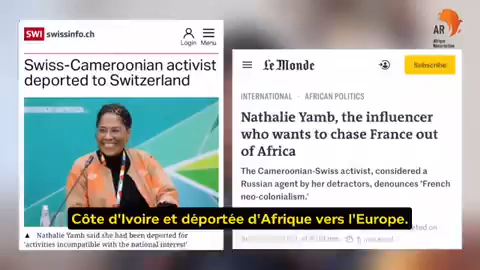 SWI swissinfo.ch
Login
Menu
Swiss-Cameroonian activist
deported to Switzerland
▲ Nathalie Yamb said she had been deported for
'activities incompatible with the national interest'
Le Monde
Subscribe
INTERNATIONAL · AFRICAN POLITICS
Nathalie Yamb, the influencer
who wants to chase France out
of Africa
The Cameroonian-Swiss activist, considered a
Russian agent by her detractors, denounces 'French
neo-colonialism.'
AR
Côte d'Ivoire et déportée d'Afrique vers l'Europe.